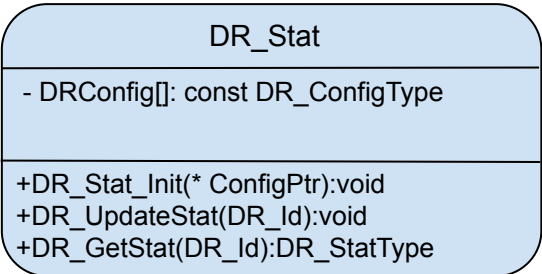 DR_Stat
- DRConfig[]: const DR_ConfigType
+DR_Stat_Init(* ConfigPtr):void
+DR_UpdateStat(DR_Id):void
+DR_GetStat(DR_Id):DR_StatType